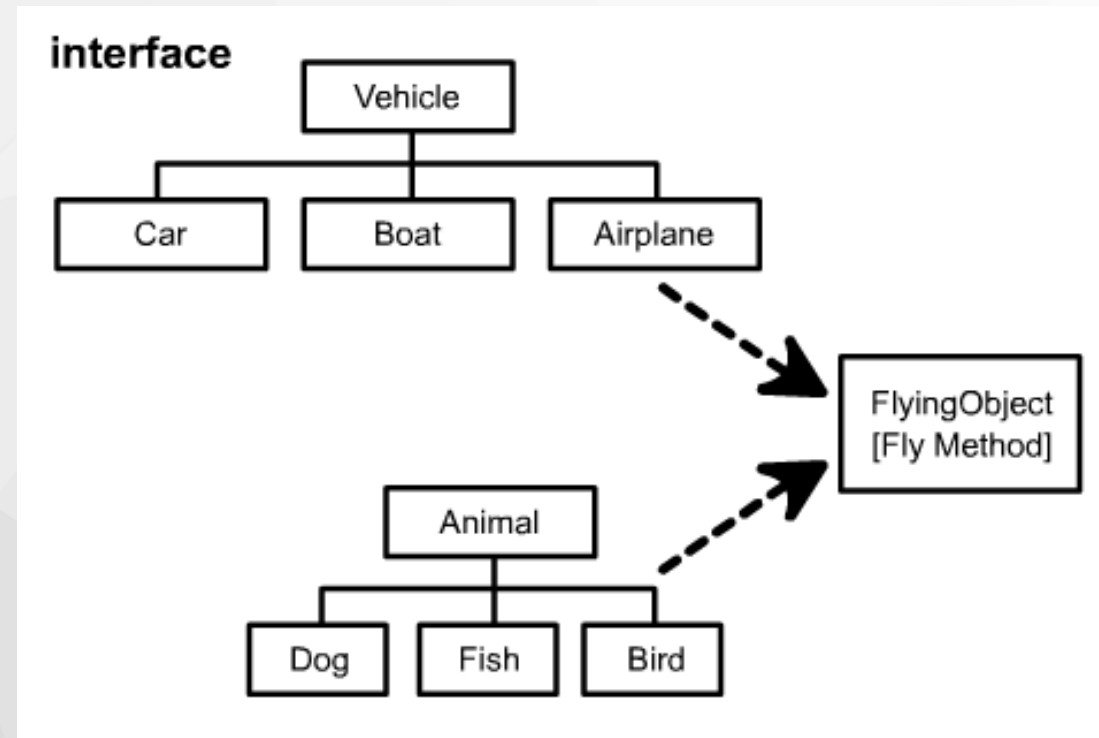 interface
Vehicle
Car
Boat
Airplane
FlyingObject
[Fly Method]
Animal
Dog
Fish
Bird